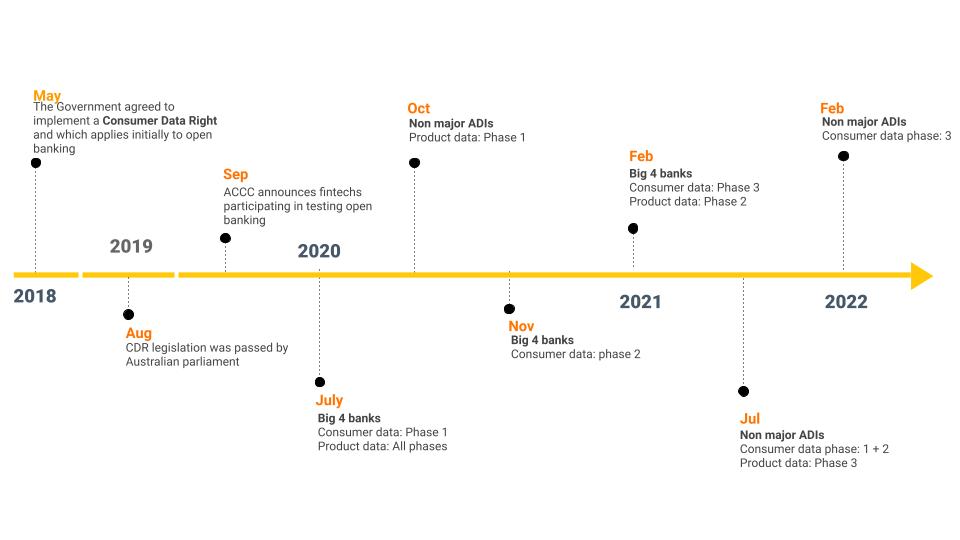 May
The Government agreed to
implement a Consumer Data Right
and which applies initially to open
banking
Sep
ACCC announces fintechs
participating in testing open
banking
Oct
Non major ADIs
Product data: Phase 1
Feb
Big 4 banks
Consumer data: Phase 3
Product data: Phase 2
Feb
Non major ADIs
Consumer data phase: 3
2018
2019
2020
2021
2022
Aug
CDR legislation was passed by
Australian parliament
July
Big 4 banks
Consumer data: Phase 1
Product data: All phases
Nov
Big 4 banks
Consumer data: phase 2
Jul
Non major ADIs
Consumer data phase: 1 + 2
Product data: Phase 3